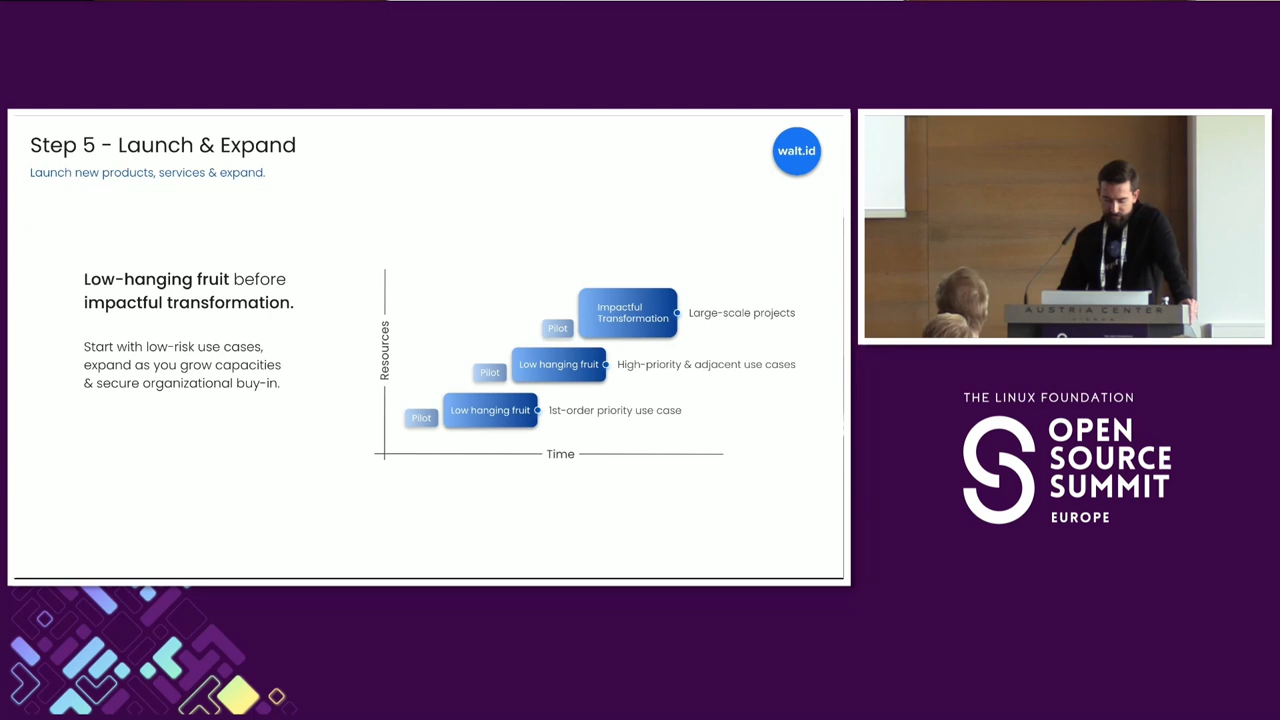 Step 5 - Launch & Expand
Launch new products, services & expand.
walt.id
Low-hanging fruit before
impactful transformation.
Start with low-risk use cases,
expand as you grow capacities
& secure organizational buy-in.
Resources
Impactful
Transformation
Large-scale projects
Pilot
Low hanging fruit
High-priority & adjacent use cases
Pilot
Low hanging fruit
1st-order priority use case
Pilot
Time
AUSTRIA CENTER
THE LINUX FOUNDATION
OPEN
SOURCE
SUMMIT
EUROPE